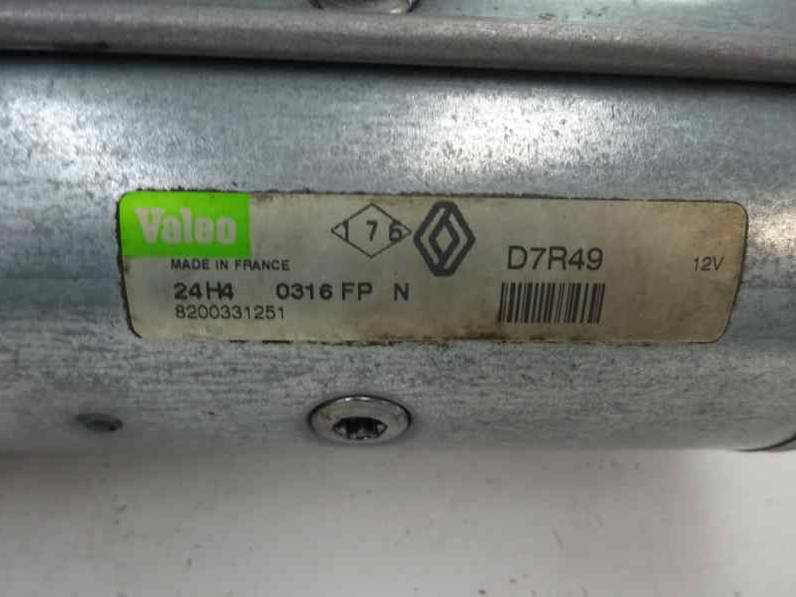 Valeo
176
D7R49
12V
MADE IN FRANCE
24H4 0316 FP N
8200331251